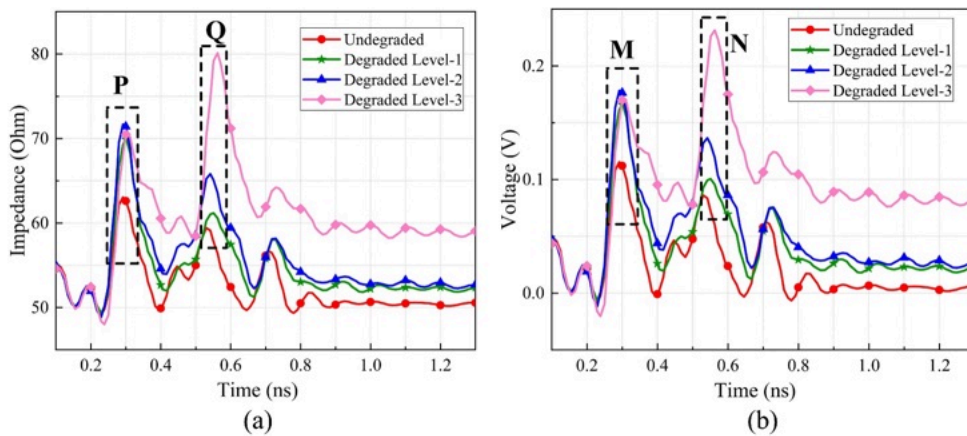 P
Q
Undegraded
Degraded Level-1
Degraded Level-2
Degraded Level-3
Impedance (Ohm)
80
70
60
50
0.2 0.4 0.6 0.8 1.0 1.2
Time (ns)
(a)
M
N
Undegraded
Degraded Level-1
Degraded Level-2
Degraded Level-3
Voltage (V)
0.2
0.1
0.0
0.2 0.4 0.6 0.8 1.0 1.2
Time (ns)
(b)